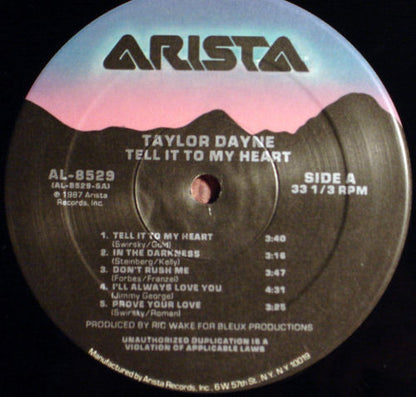 ARISTA
TAYLOR DAYNE
TELL IT TO MY HEART
AL-8529
(AL-8529-SA)
℗ 1987 Arista
Records, Inc.
SIDE A
33 1/3 RPM
1. TELL IT TO MY HEART 3:40
(Swirsky/Gold)
2. IN THE DARKNESS 3:16
(Steinberg/Kelly)
3. DON'T RUSH ME 3:47
(Forbes/Franzel)
4. I'LL ALWAYS LOVE YOU 4:31
(Jimmy George)
5. PROVE YOUR LOVE 3:25
(Swirsky/Roman)
PRODUCED BY RIC WAKE FOR BLEUX PRODUCTIONS
UNAUTHORIZED DUPLICATION IS A
VIOLATION OF APPLICABLE LAWS
Manufactured by Arista Records, Inc., 6 W. 57th St., N.Y., N.Y. 10019